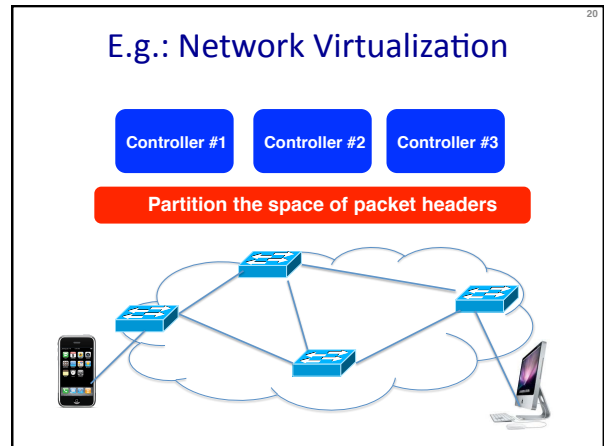 20
E.g.: Network Virtualization
Controller #1 Controller #2 Controller #3
Partition the space of packet headers